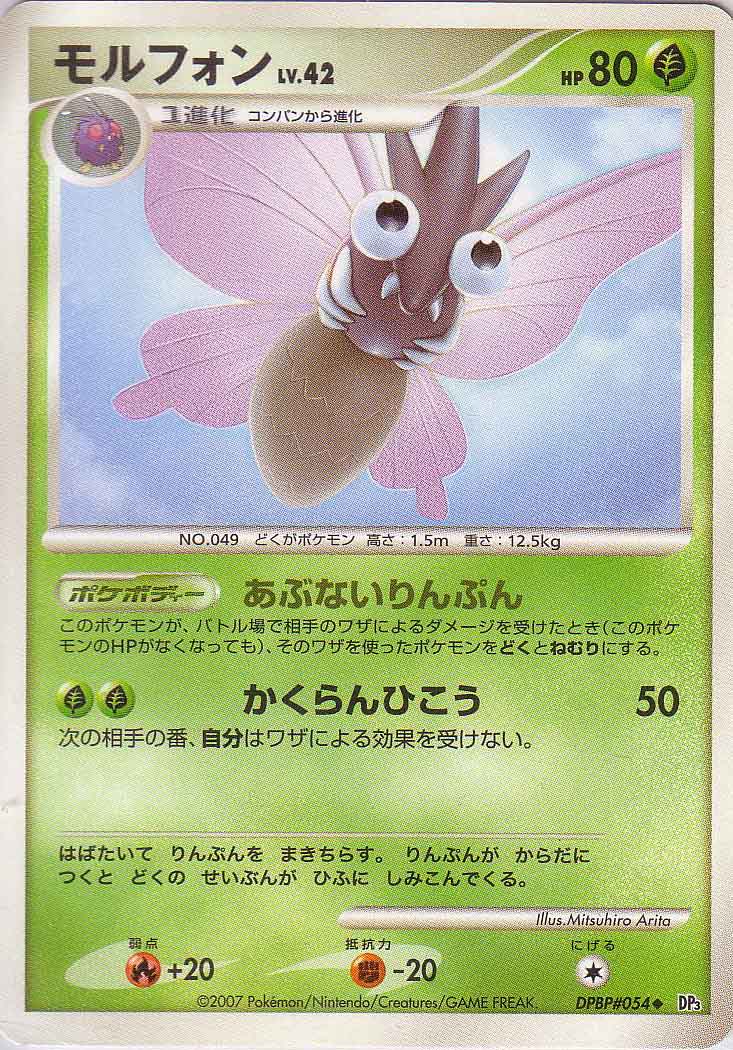 モルフォン LV.42
HP 80
1進化 コンパンから進化
NO.049 どくがポケモン 高さ:1.5m 重さ:12.5kg
ポケボディー あぶないりんぷん
このポケモンが、バトル場で相手のワザによるダメージを受けたとき(このポケ
モンのHPがなくなっても)、そのワザを使ったポケモンをどくとねむりにする。
かくらんひこう 50
次の相手の番、自分はワザによる効果を受けない。
はばたいて りんぷんを まきちらす。 りんぷんが からだに
つくと どくの せいぶんが ひふに しみこんでくる。
Illus.Mitsuhiro Arita
弱点 抵抗力 にげる
+20 -20
©2007 Pokémon/Nintendo/Creatures/GAME FREAK. DPBP#054◆ DP3